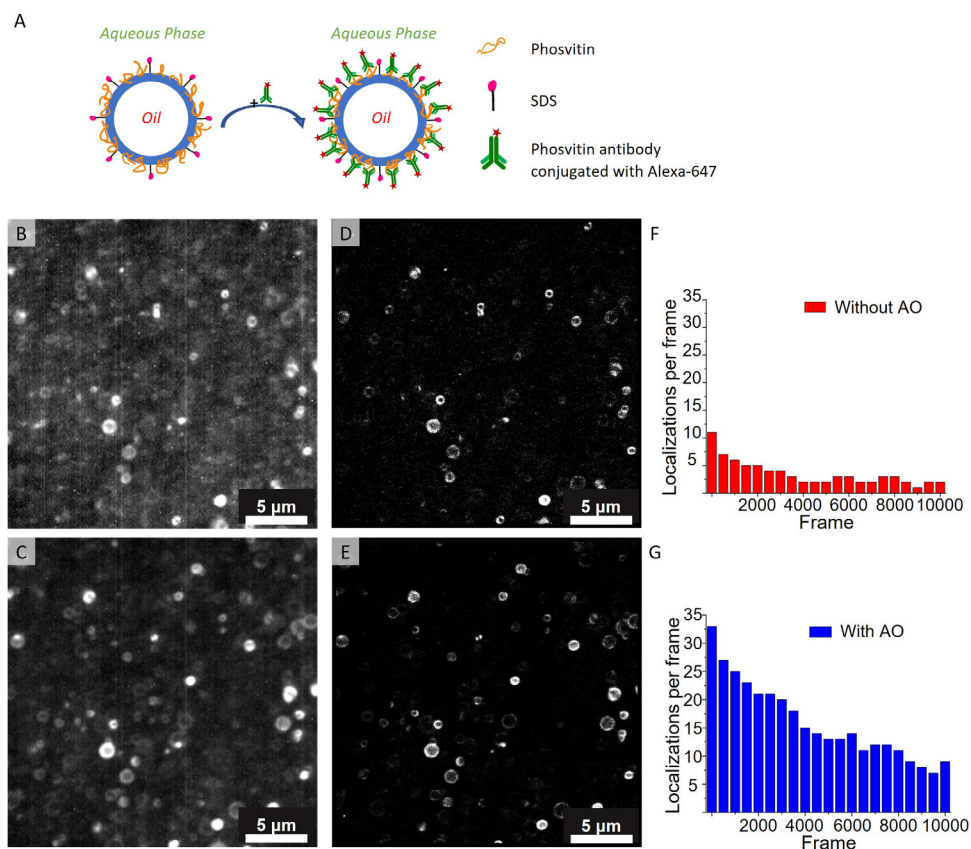 A
Aqueous Phase
Aqueous Phase
Oil
+
Oil
Phosvitin
SDS
Phosvitin antibody
conjugated with Alexa-647
B
5 µm
D
5 µm
F
Localizations per frame
35
30
25
20
15
10
5
Without AO
2000 4000 6000 8000 10000
Frame
C
5 µm
E
5 µm
G
Localizations per frame
35
30
25
20
15
10
5
With AO
2000 4000 6000 8000 10000
Frame